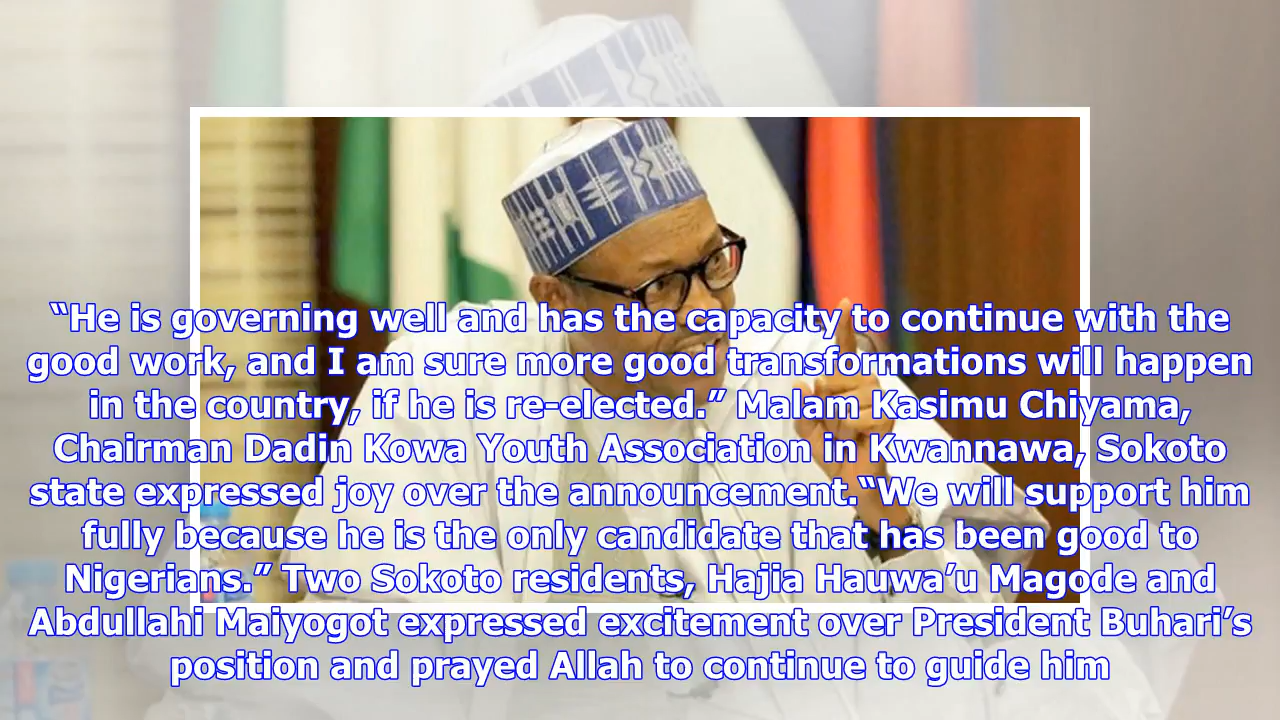 “He is governing well and has the capacity to continue with the
good work, and I am sure more good transformations will happen
in the country, if he is re-elected.” Malam Kasimu Chiyama,
Chairman Dadin Kowa Youth Association in Kwannawa, Sokoto
state expressed joy over the announcement.“We will support him
fully because he is the only candidate that has been good to
Nigerians.” Two Sokoto residents, Hajia Hauwa’u Magode and
Abdullahi Maiyogot expressed excitement over President Buhari’s
position and prayed Allah to continue to guide him